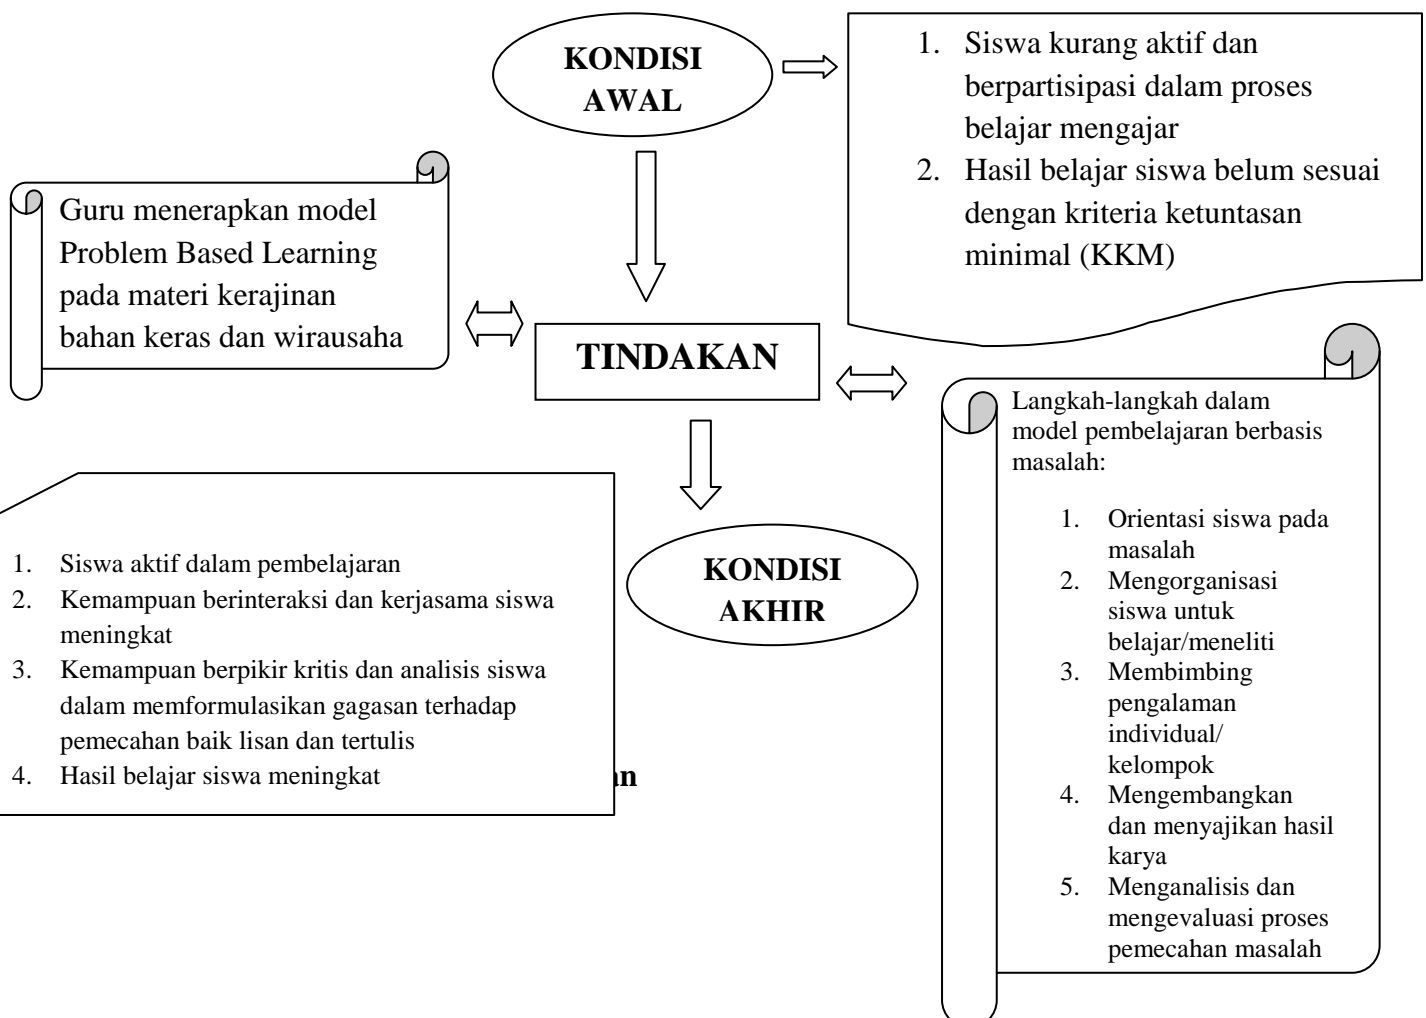 KONDISI
AWAL
1. Siswa kurang aktif dan
berpartisipasi dalam proses
belajar mengajar
2. Hasil belajar siswa belum sesuai
dengan kriteria ketuntasan
minimal (KKM)
Guru menerapkan model
Problem Based Learning
pada materi kerajinan
bahan keras dan wirausaha
TINDAKAN
Langkah-langkah dalam
model pembelajaran berbasis
masalah:
1. Orientasi siswa pada
masalah
2. Mengorganisasi
siswa untuk
belajar/meneliti
3. Membimbing
pengalaman
individual/
kelompok
4. Mengembangkan
dan menyajikan hasil
karya
5. Menganalisis dan
mengevaluasi proses
pemecahan masalah
KONDISI
AKHIR
1. Siswa aktif dalam pembelajaran
2. Kemampuan berinteraksi dan kerjasama siswa
meningkat
3. Kemampuan berpikir kritis dan analisis siswa
dalam memformulasikan gagasan terhadap
pemecahan baik lisan dan tertulis
4. Hasil belajar siswa meningkat